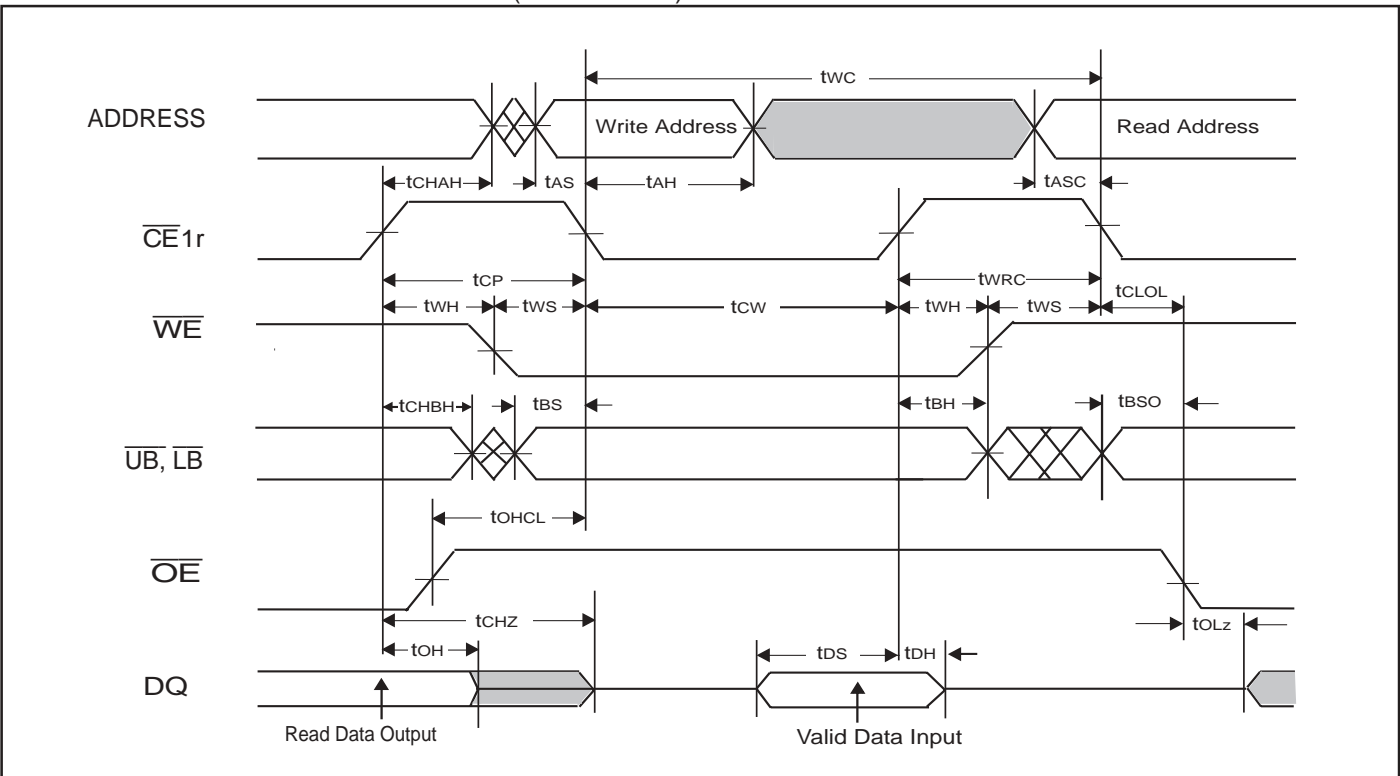 tWC
ADDRESS
Write Address
Read Address
tCHAH
tAS
tAH
tASC
CE1r
tCP
tWRC
tCLOL
tWH
tWS
tCW
tWH
tWS
WE
tCHBH
tBS
tBH
tBSO
UB, LB
tOHCL
OE
tCHZ
tOLz
tOH
tDS
tDH
DQ
Read Data Output
Valid Data Input